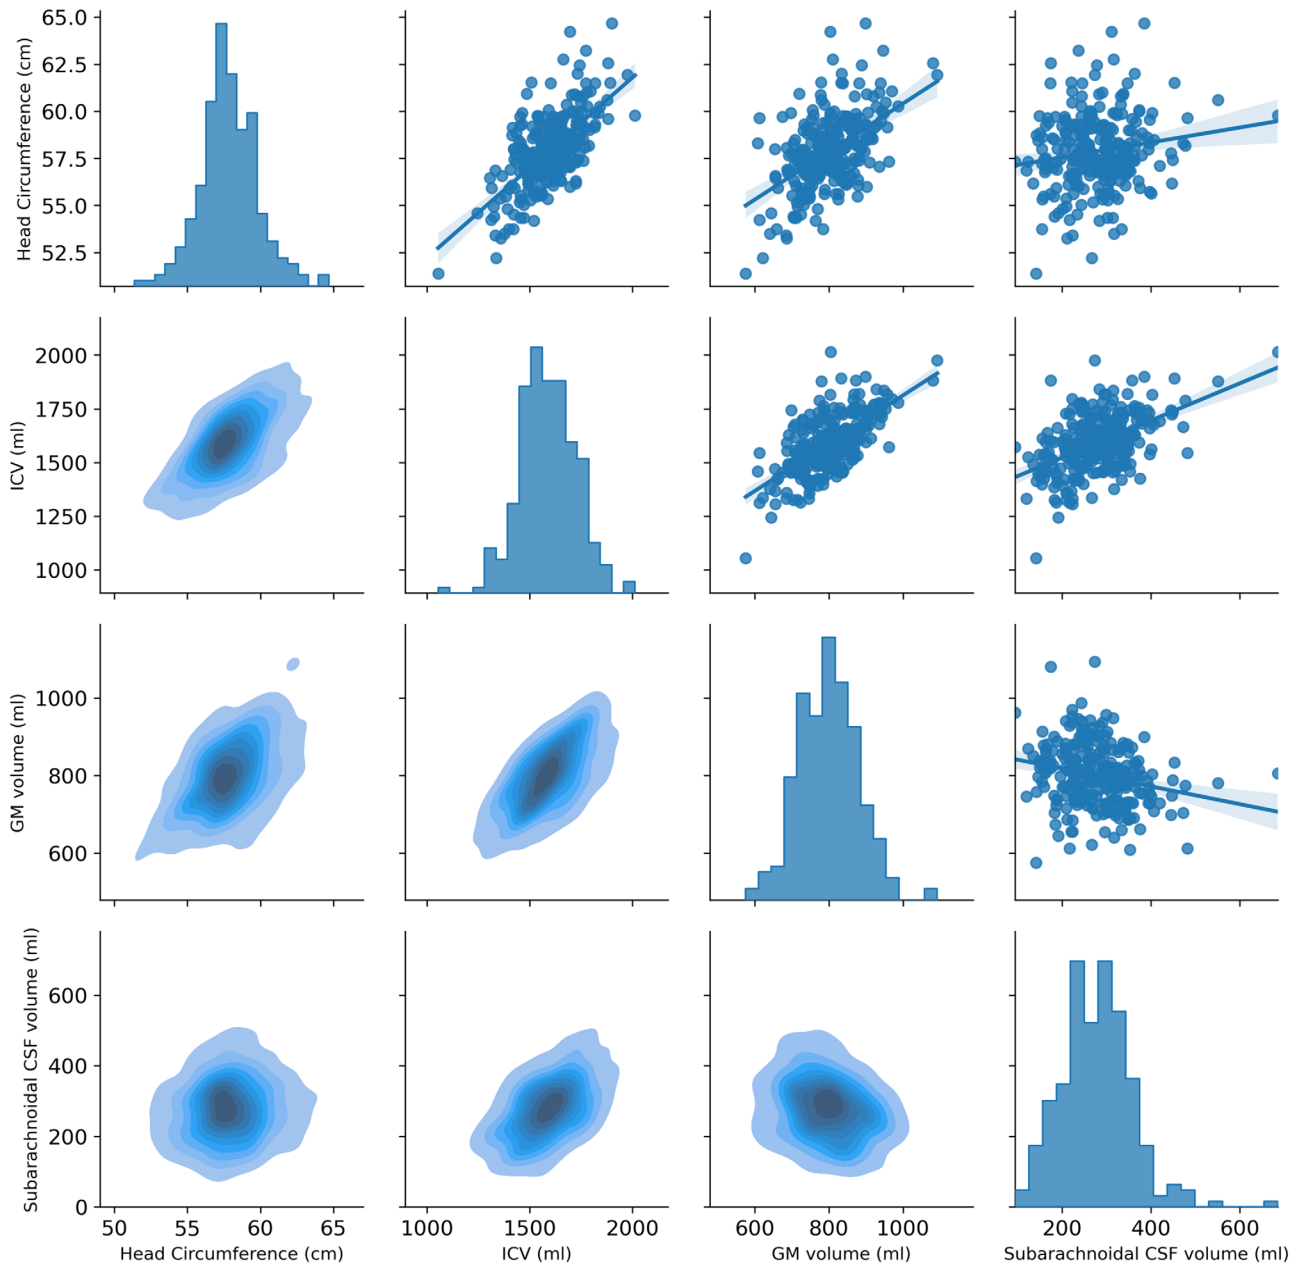 Head Circumference (cm)
65.0
62.5
60.0
57.5
55.0
52.5
ICV (ml)
2000
1750
1500
1250
1000
GM volume (ml)
1000
800
600
Subarachnoidal CSF volume (ml)
600
400
200
0
50 55 60 65
1000 1500 2000
600 800 1000
200 400 600
Head Circumference (cm)
ICV (ml)
GM volume (ml)
Subarachnoidal CSF volume (ml)